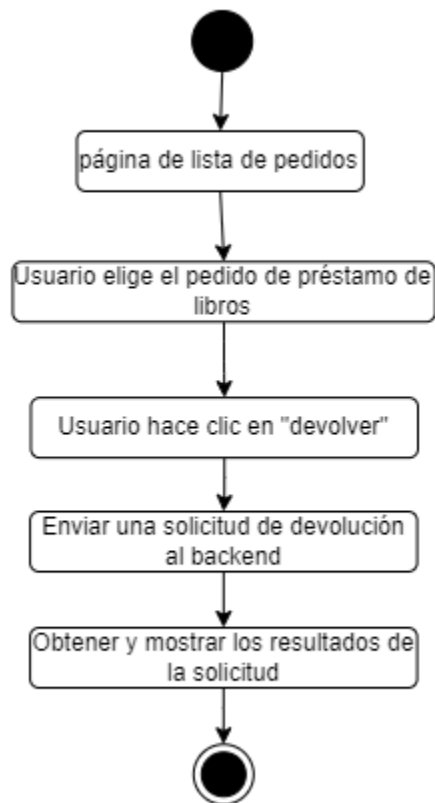 página de lista de pedidos
Usuario elige el pedido de préstamo de
libros
Usuario hace clic en "devolver"
Enviar una solicitud de devolución
al backend
Obtener y mostrar los resultados de
la solicitud